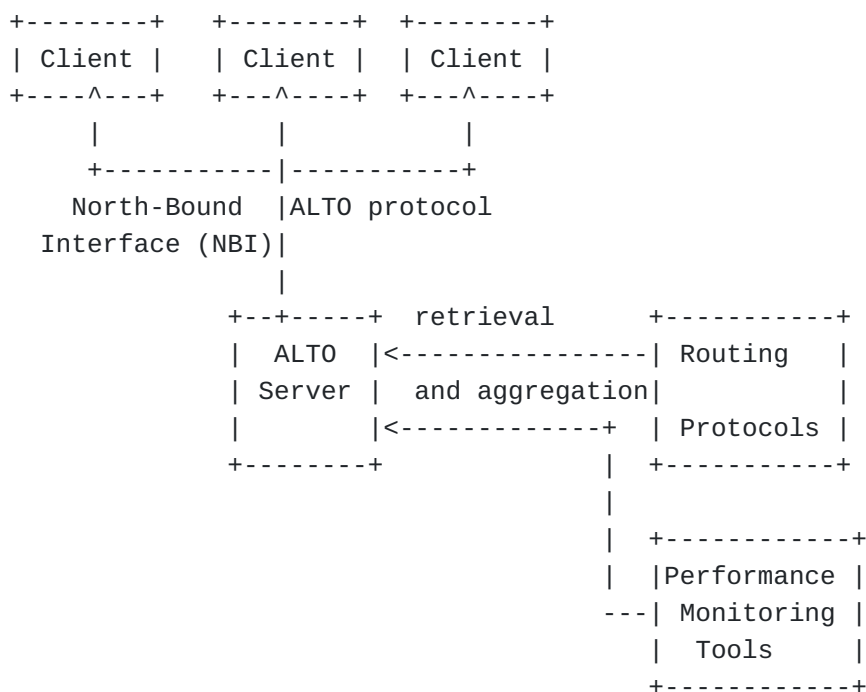 Client Client Client
North-Bound ALTO protocol
Interface (NBI)
retrieval
ALTO Routing
Server and aggregation
Protocols
Performance
Monitoring
Tools